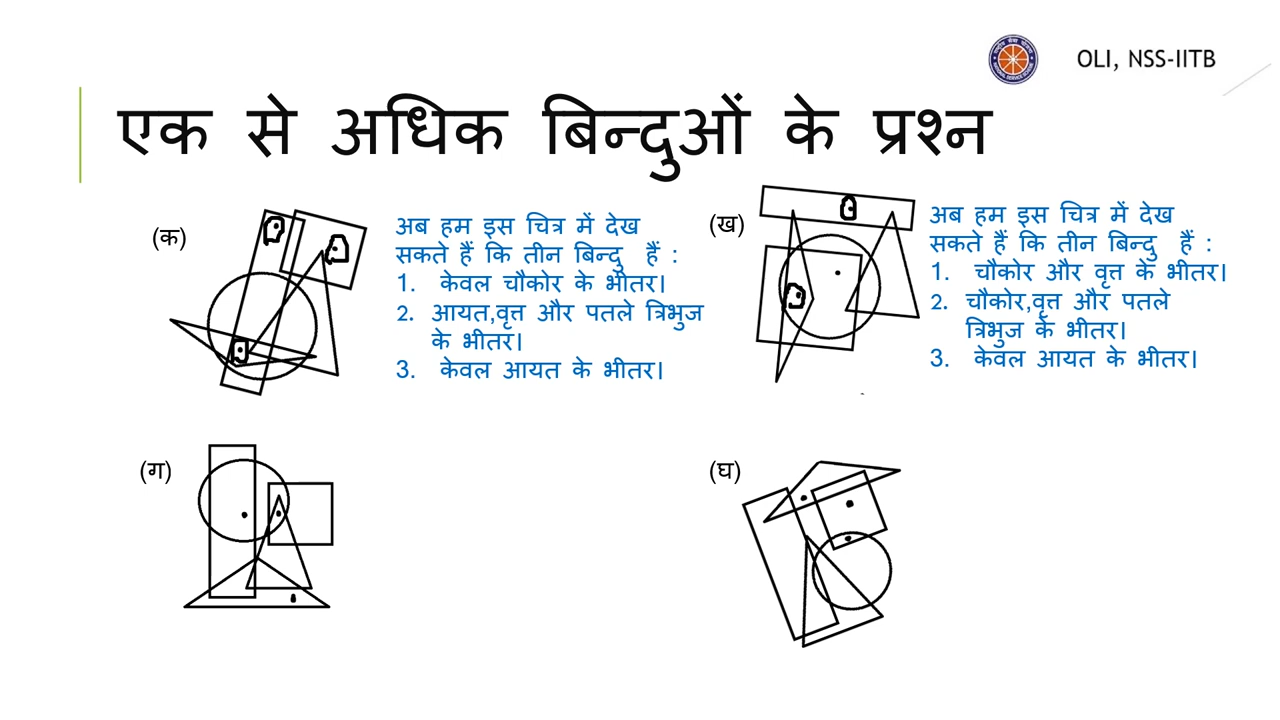 OLI, NSS-IITB
एक से अधिक बिन्दुओं के प्रश्न
(क)
अब हम इस चित्र में देख
सकते हैं कि तीन बिन्दु हैं :
1. केवल चौकोर के भीतर।
2. आयत,वृत्त और पतले त्रिभुज
के भीतर।
3. केवल आयत के भीतर।
(ख)
अब हम इस चित्र में देख
सकते हैं कि तीन बिन्दु हैं :
1. चौकोर और वृत्त के भीतर।
2. चौकोर,वृत्त और पतले
त्रिभुज के भीतर।
3. केवल आयत के भीतर।
(ग)
(घ)